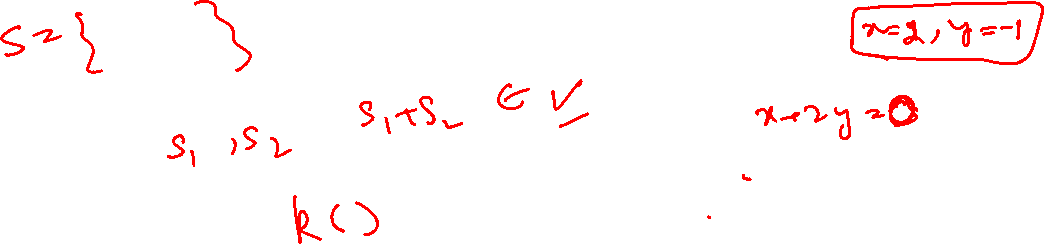 S = { }
x=2, y=-1
s₁, s₂
s₁+s₂ ∈ V
x+2y=0
k()